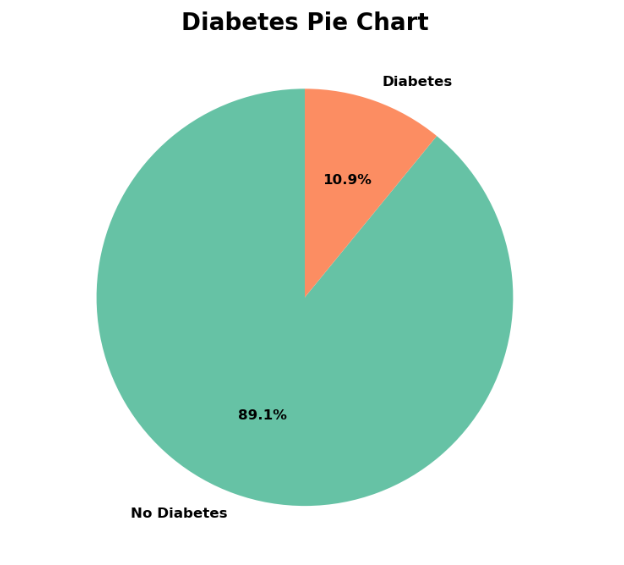 Diabetes Pie Chart
Diabetes
10.9%
89.1%
No Diabetes